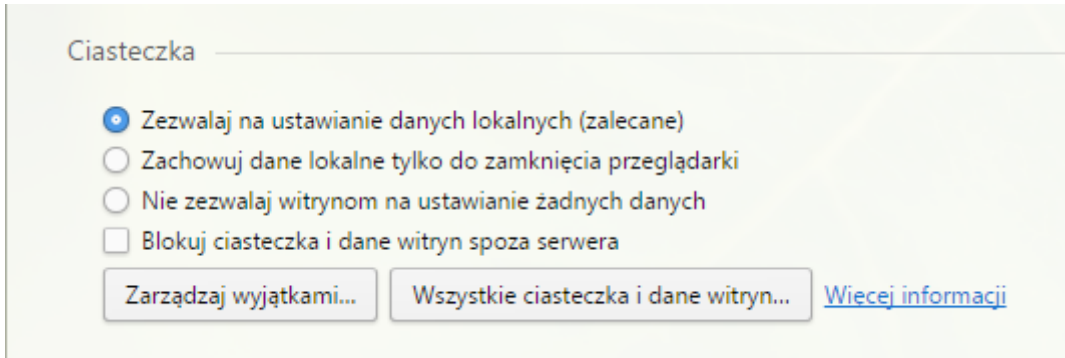 Ciasteczka
Zezwalaj na ustawianie danych lokalnych (zalecane)
Zachowuj dane lokalne tylko do zamknięcia przeglądarki
Nie zezwalaj witrynom na ustawianie żadnych danych
Blokuj ciasteczka i dane witryn spoza serwera
Zarządzaj wyjątkami... Wszystkie ciasteczka i dane witryn... Wiecej informacji